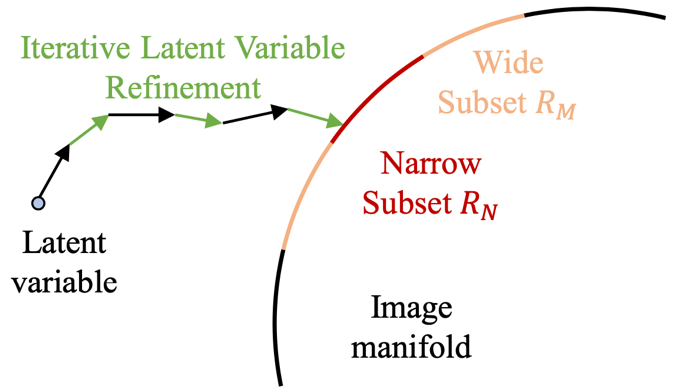 Iterative Latent Variable
Refinement
Wide
Subset R_M
Narrow
Subset R_N
Latent
variable
Image
manifold